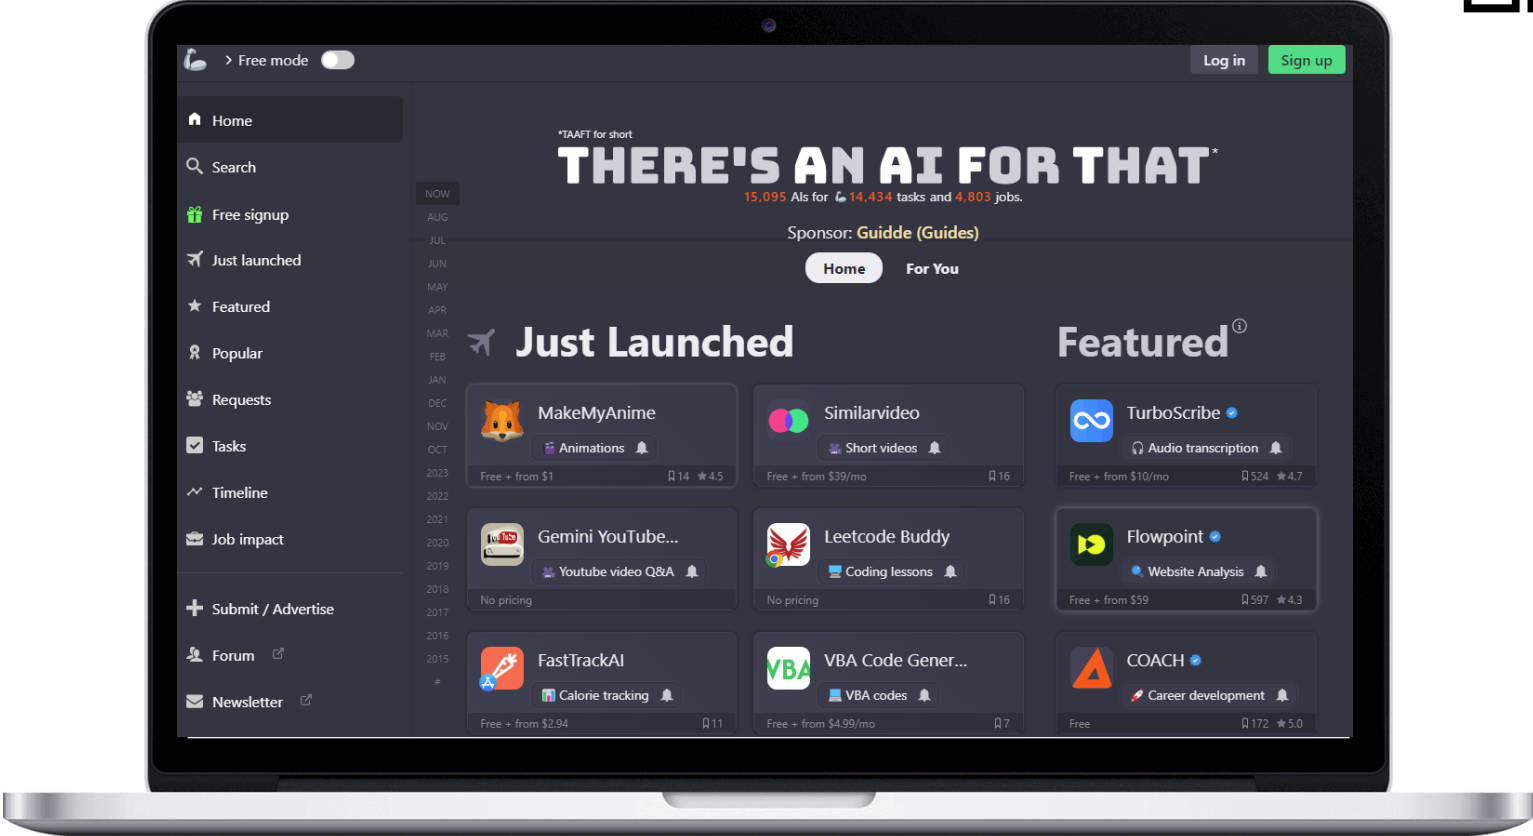 Free mode
Log in
Sign up
Home
Search
Free signup
Just launched
Featured
Popular
Requests
Tasks
Timeline
Job impact
Submit / Advertise
Forum
Newsletter
NOW
AUG
JUL
JUN
MAY
APR
MAR
FEB
JAN
DEC
NOV
OCT
2023
2022
2021
2020
2019
2018
2017
2016
2015
#
*TAAFT for short
THERE'S AN AI FOR THAT*
15,095 AIs for 14,434 tasks and 4,803 jobs.
Sponsor: Guidde (Guides)
Home
For You
Just Launched
MakeMyAnime
Animations
Free + from $1
14 ★4.5
Similarvideo
Short videos
Free + from $39/mo
16
You Tube
Gemini YouTube...
Youtube video Q&A
No pricing
Leetcode Buddy
Coding lessons
No pricing
16
FastTrackAI
Calorie tracking
Free + from $2.94
11
VBA
VBA Code Gener...
VBA codes
Free + from $4.99/mo
7
Featured
TurboScribe
Audio transcription
Free + from $10/mo
524 ★4.7
Flowpoint
Website Analysis
Free + from $59
597 ★4.3
COACH
Career development
Free
172 ★5.0